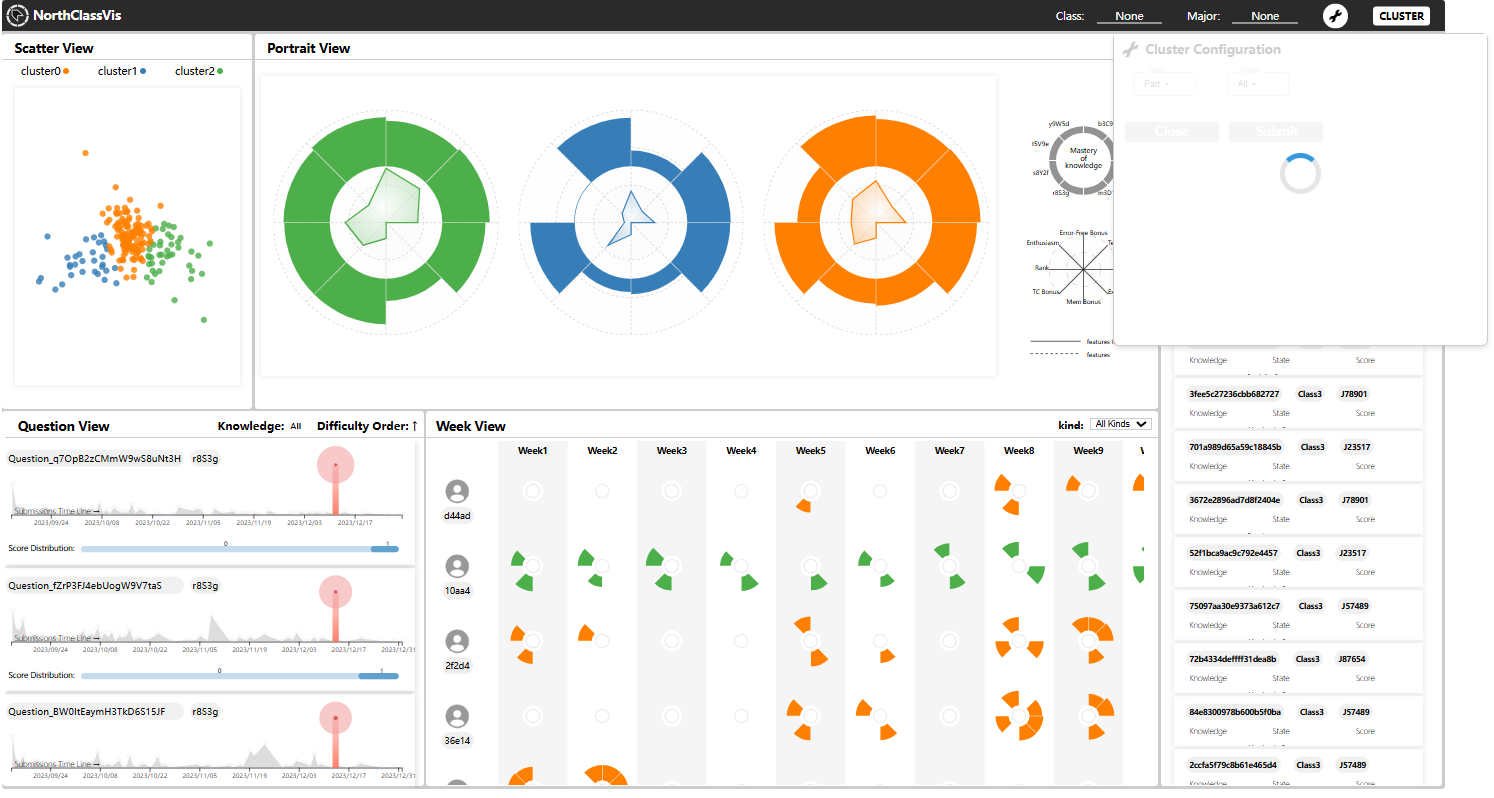 NorthClassVis
Class: None Major: None CLUSTER
Scatter View
cluster0 cluster1 cluster2
Portrait View
y9W5d b3C9
t5V9e
Mastery
of
knowledge
s8Y2f
r8S3g m3D
Error-Free Bonus
Enthusiasm Te
Rank
TC Bonus Ex
Mem Bonus
features
features
Cluster Configuration
Part All
Close Submit
Knowledge State Score
3fee5c27236cbb682727 Class3 J78901
Knowledge State Score
701a989d65a59c18845b Class3 J23517
Knowledge State Score
3672e2896ad7d8f2404e Class3 J78901
Knowledge State Score
52f1bca9ac9c792e4457 Class3 J23517
Knowledge State Score
75097aa30e9373a612c7 Class3 J57489
Knowledge State Score
72b4334deffff31dea8b Class3 J87654
Knowledge State Score
84e8300978b600b5f0ba Class3 J57489
Knowledge State Score
2ccfa5f79c8b61e465d4 Class3 J57489
Knowledge State Score
Question View Knowledge: All Difficulty Order: ↑
Question_q7OpB2zCMmW9wS8uNt3H r8S3g
Submissions Time Line
2023/09/24 2023/10/08 2023/10/22 2023/11/05 2023/11/19 2023/12/03 2023/12/17
Score Distribution: 0 1
Question_fZrP3FJ4ebUogW9V7taS r8S3g
Submissions Time Line
2023/09/24 2023/10/08 2023/10/22 2023/11/05 2023/11/19 2023/12/03 2023/12/17 2023/12/31
Score Distribution: 0 1
Question_BW0ItEaymH3TkD6S15JF r8S3g
Submissions Time Line
2023/09/24 2023/10/08 2023/10/22 2023/11/05 2023/11/19 2023/12/03 2023/12/17 2023/12/31
Week View kind: All Kinds
Week1 Week2 Week3 Week4 Week5 Week6 Week7 Week8 Week9
d44ad
10aa4
2f2d4
36e14